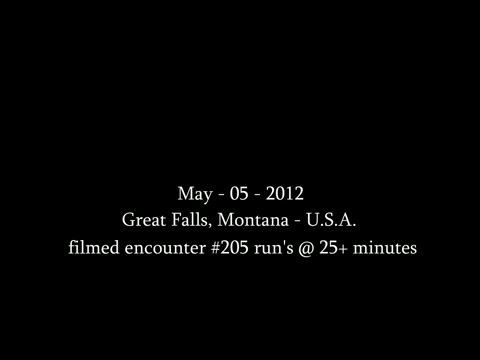 May - 05 - 2012
Great Falls, Montana - U.S.A.
filmed encounter #205 run's @ 25+ minutes